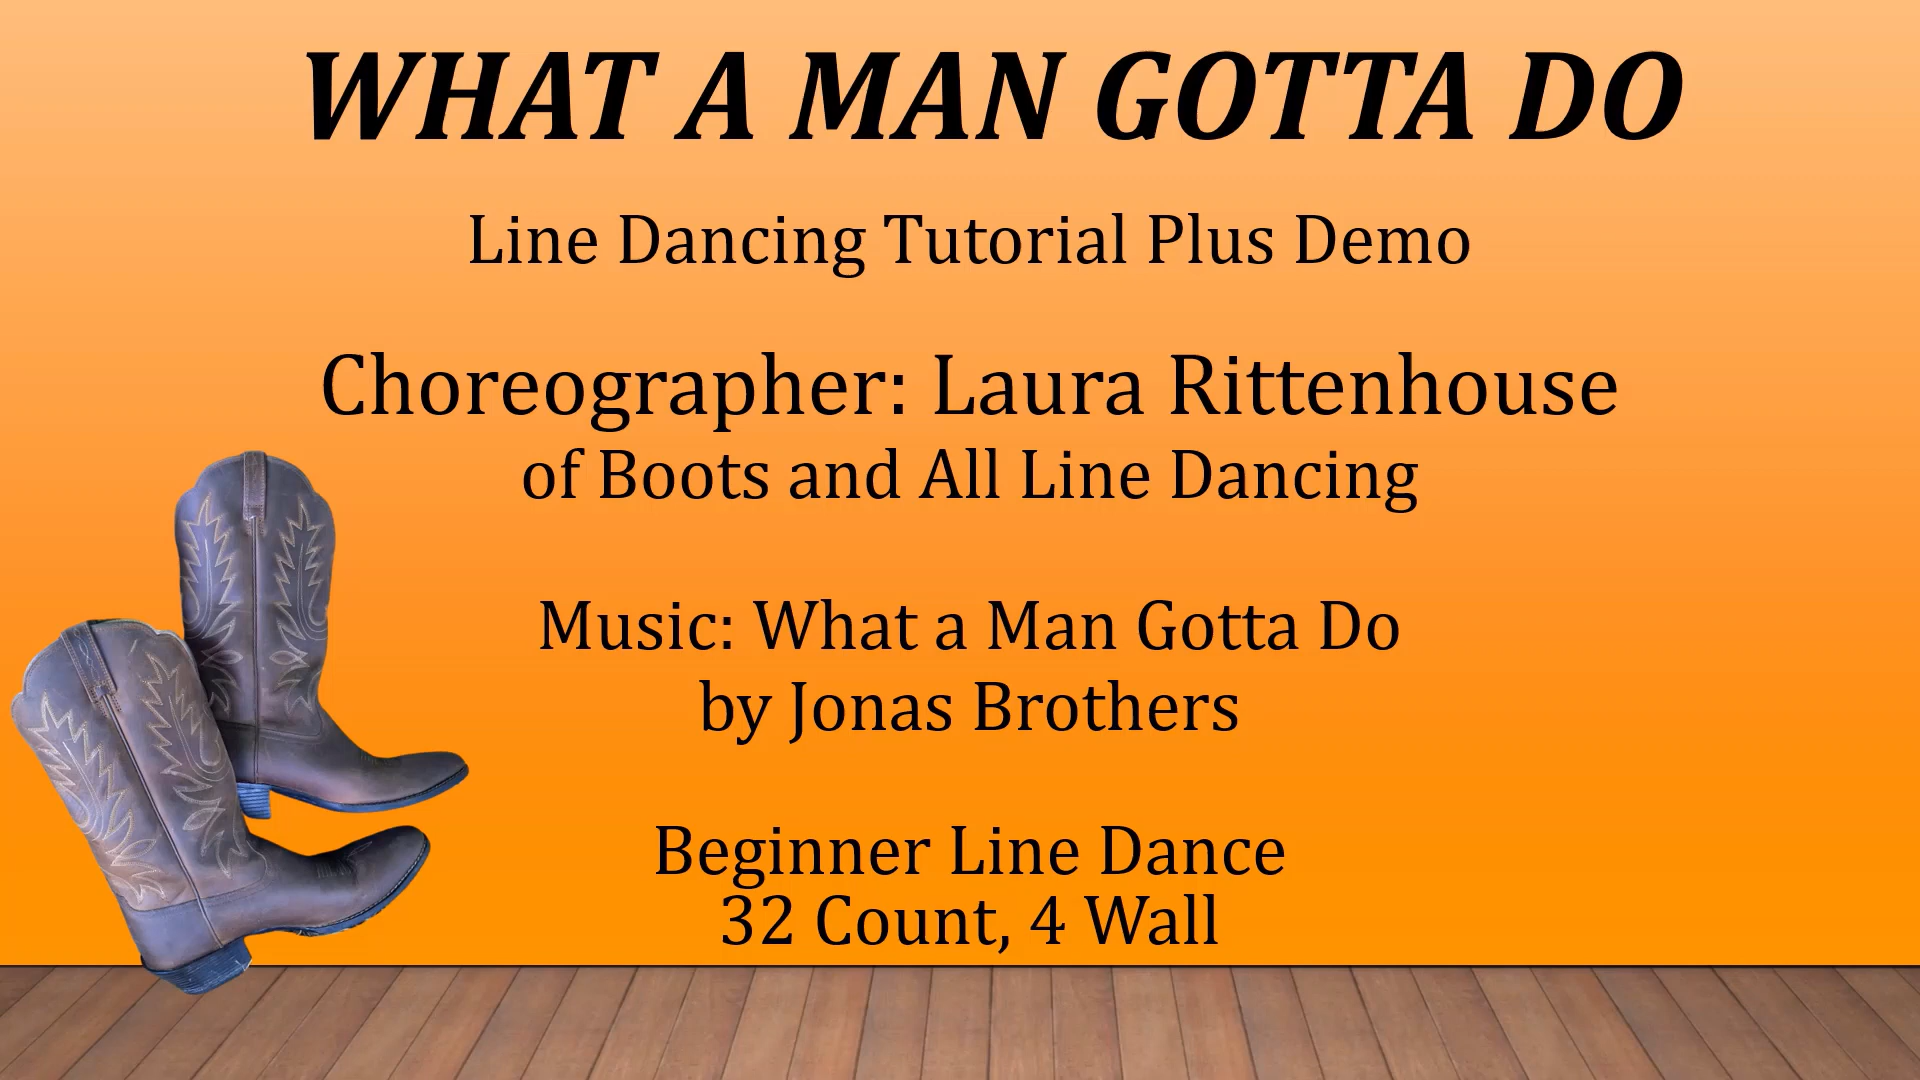 WHAT A MAN GOTTA DO
Line Dancing Tutorial Plus Demo
Choreographer: Laura Rittenhouse
of Boots and All Line Dancing
Music: What a Man Gotta Do
by Jonas Brothers
Beginner Line Dance
32 Count, 4 Wall